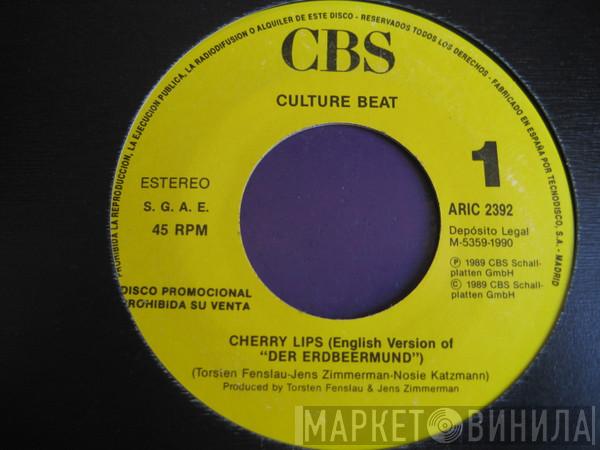 PROHIBIDA LA REPRODUCCION, LA EJECUCION PUBLICA, LA RADIODIFUSION O ALQUILER DE ESTE DISCO - RESERVADOS TODOS LOS DERECHOS - FABRICADO EN ESPAÑA POR TECNODISCO, S.A. - MADRID
CBS
CULTURE BEAT
ESTEREO
S. G. A. E.
45 RPM
1
ARIC 2392
Depósito Legal
M-5359-1990
Ⓟ 1989 CBS Schall-
platten GmbH
© 1989 CBS Schall-
platten GmbH
DISCO PROMOCIONAL
PROHIBIDA SU VENTA
CHERRY LIPS (English Version of
“DER ERDBEERMUND”)
(Torsten Fenslau-Jens Zimmerman-Nosie Katzmann)
Produced by Torsten Fenslau & Jens Zimmerman
МАРКЕТ ВИНИЛА